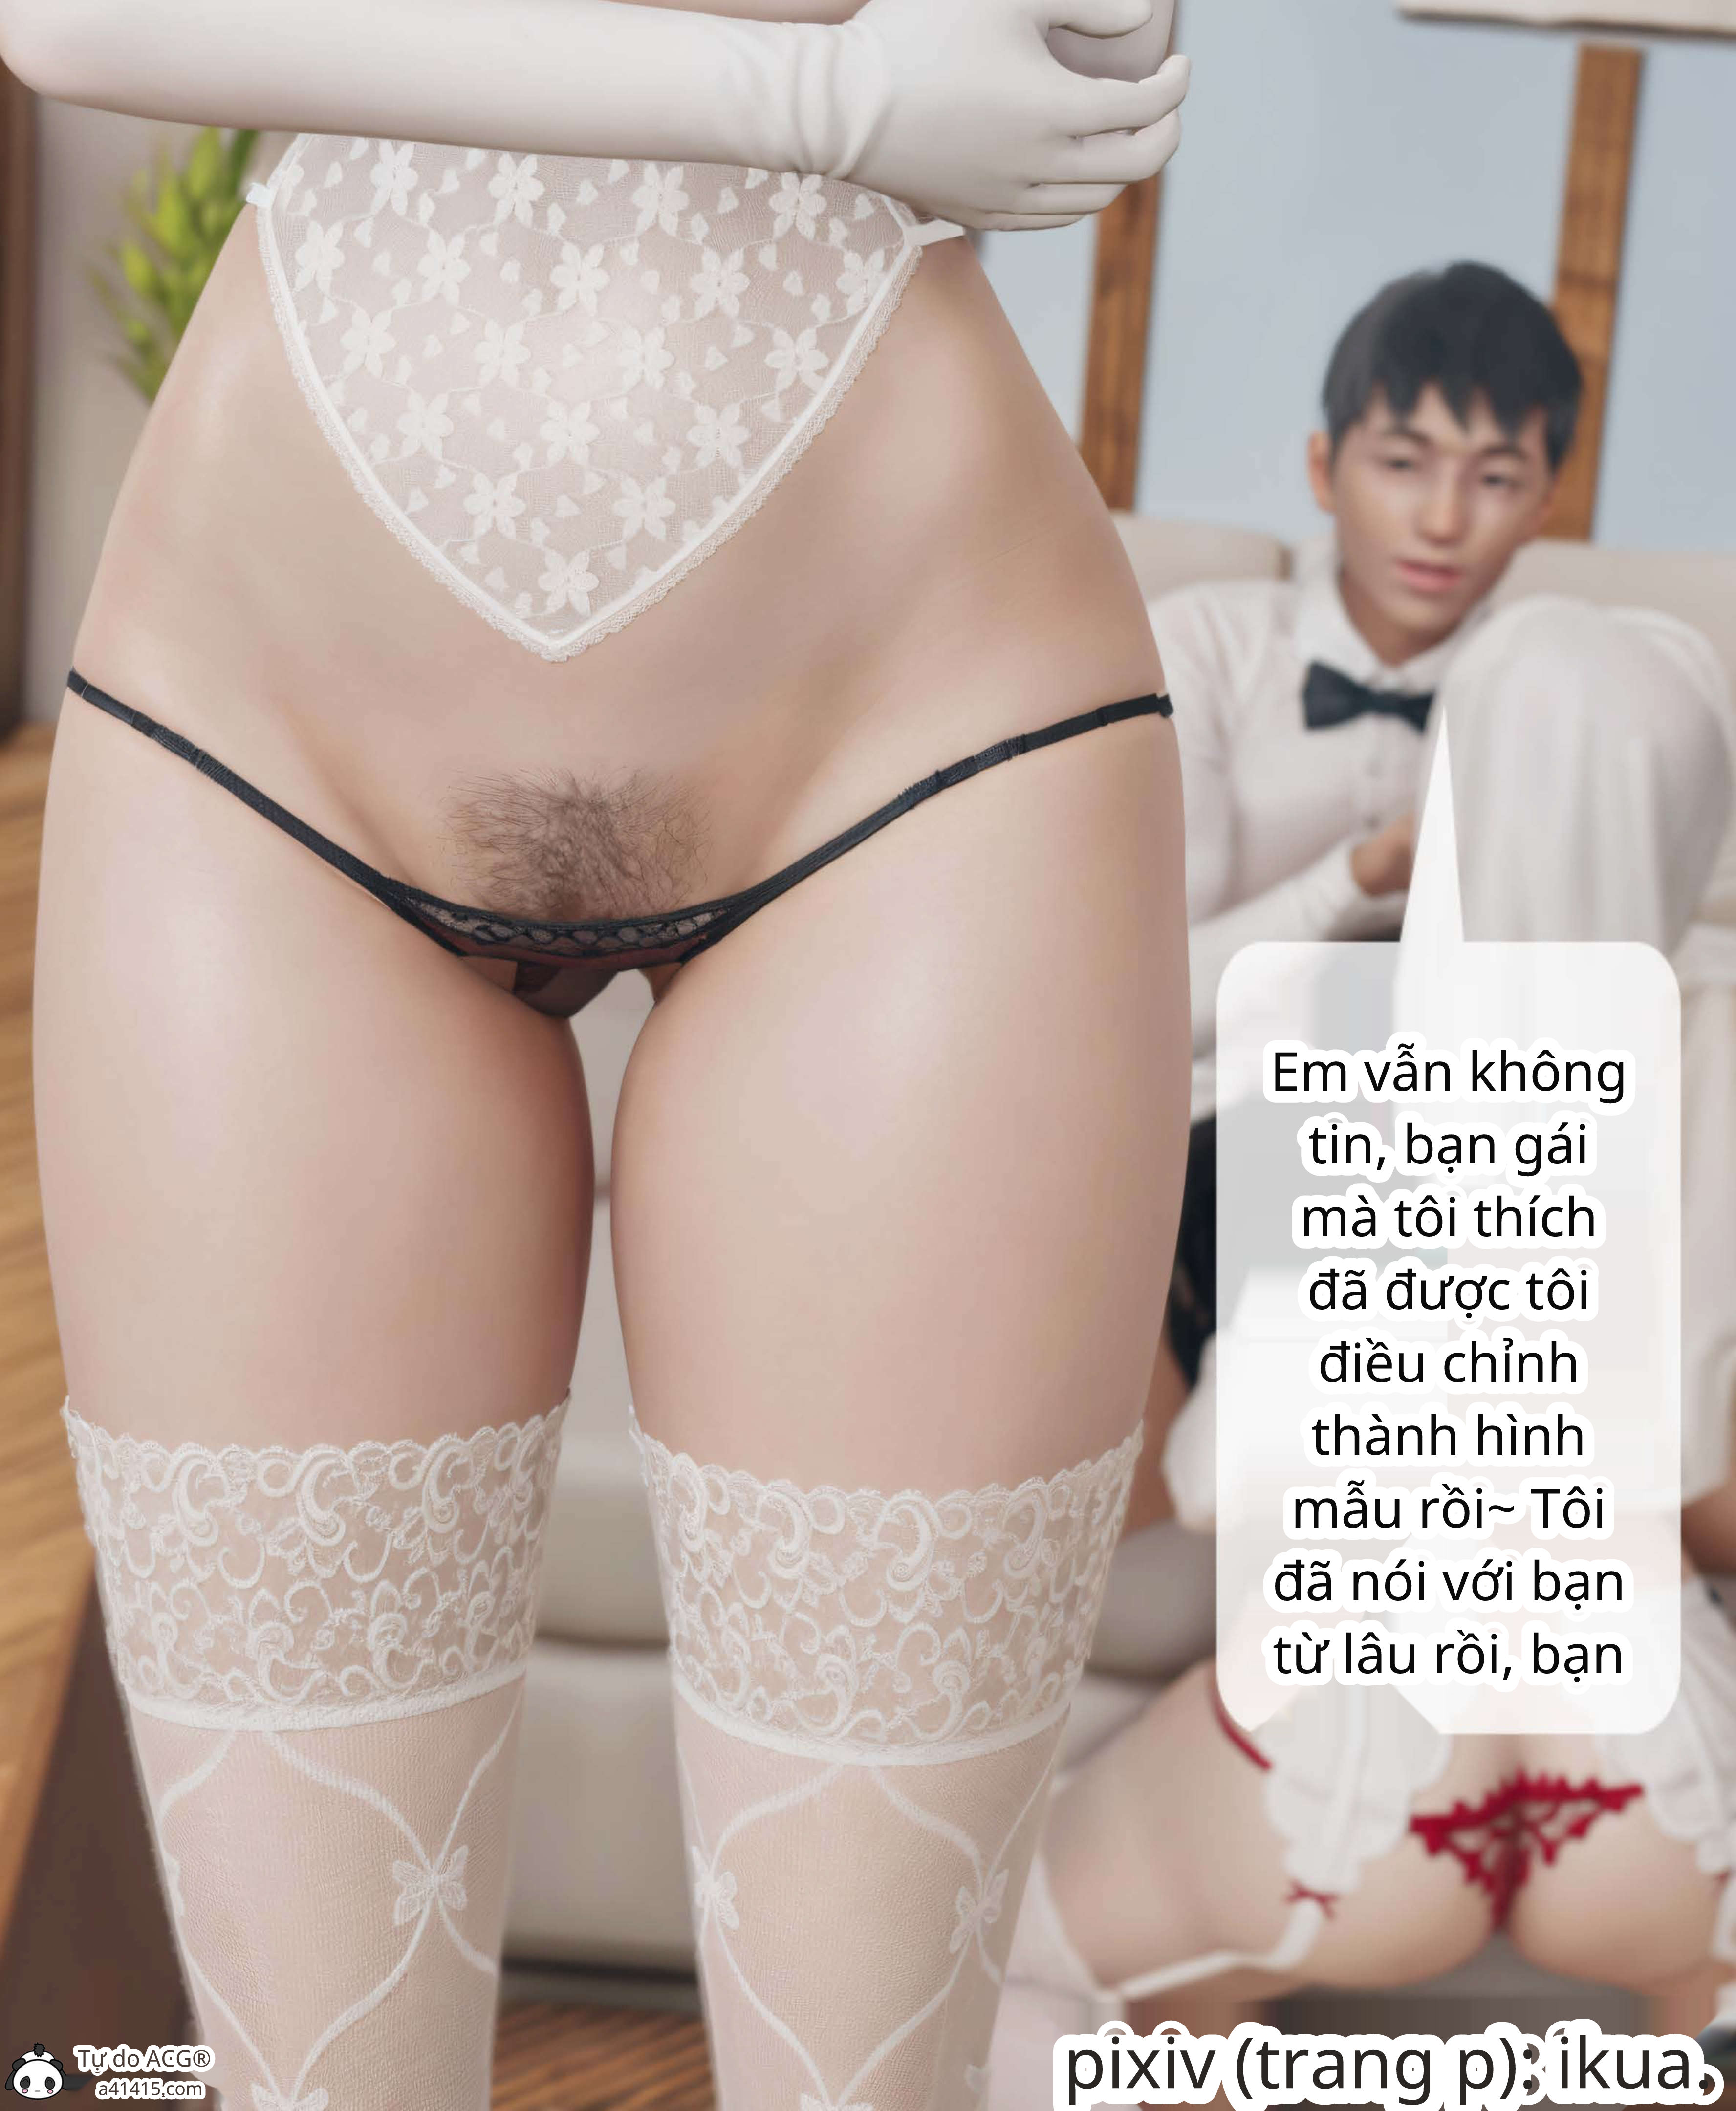 Em vẫn không
tin, bạn gái
mà tôi thích
đã được tôi
điều chỉnh
thành hình
mẫu rồi~ Tôi
đã nói với bạn
từ lâu rồi, bạn
Tự do ACG®
a41415.com
pixiv (trang p): ikua.